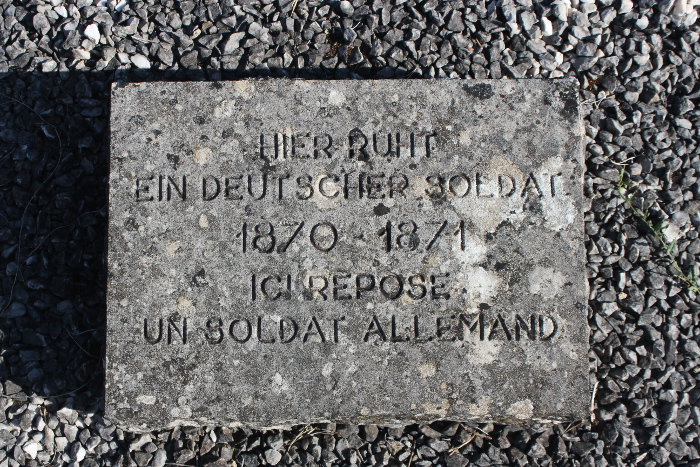 HIER RUHT
EIN DEUTSCHER SOLDAT
1870 - 1871
ICI REPOSE
UN SOLDAT ALLEMAND